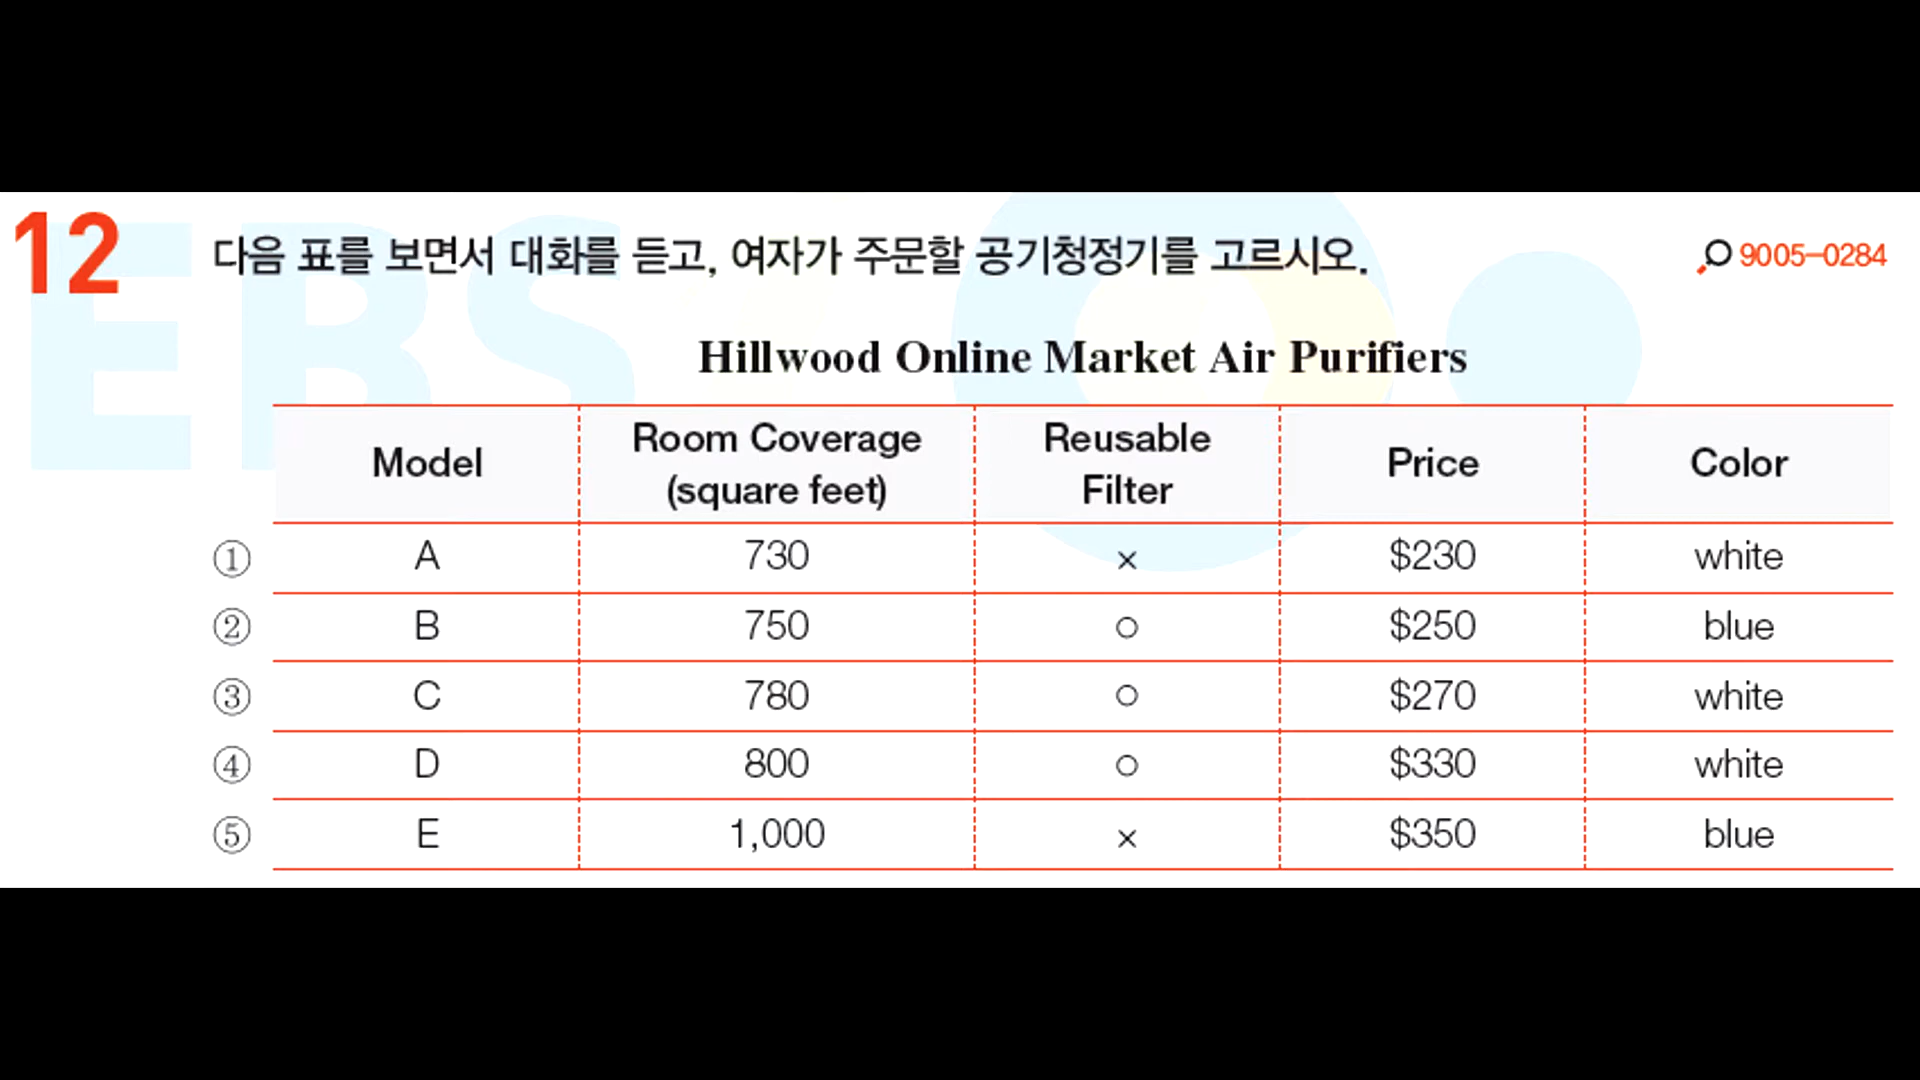 12 다음 표를 보면서 대화를 듣고, 여자가 주문할 공기청정기를 고르시오. 9005-0284
EBS
Hillwood Online Market Air Purifiers
Model Room Coverage (square feet) Reusable Filter Price Color
① A 730 × $230 white
② B 750 ○ $250 blue
③ C 780 ○ $270 white
④ D 800 ○ $330 white
⑤ E 1,000 × $350 blue